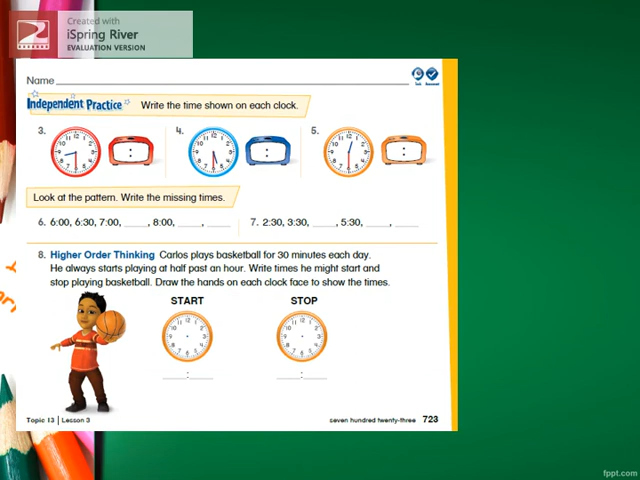 Created with
iSpring River
EVALUATION VERSION
Name
Independent Practice Write the time shown on each clock.
3. 4. 5.
Look at the pattern. Write the missing times.
6. 6:00, 6:30, 7:00, ____, 8:00, ____, ____
7. 2:30, 3:30, ____, 5:30, ____, ____
8. Higher Order Thinking Carlos plays basketball for 30 minutes each day.
He always starts playing at half past an hour. Write times he might start and
stop playing basketball. Draw the hands on each clock face to show the times.
START STOP
____:____ ____:____
Topic 13 | Lesson 3 seven hundred twenty-three 723
fppt.com